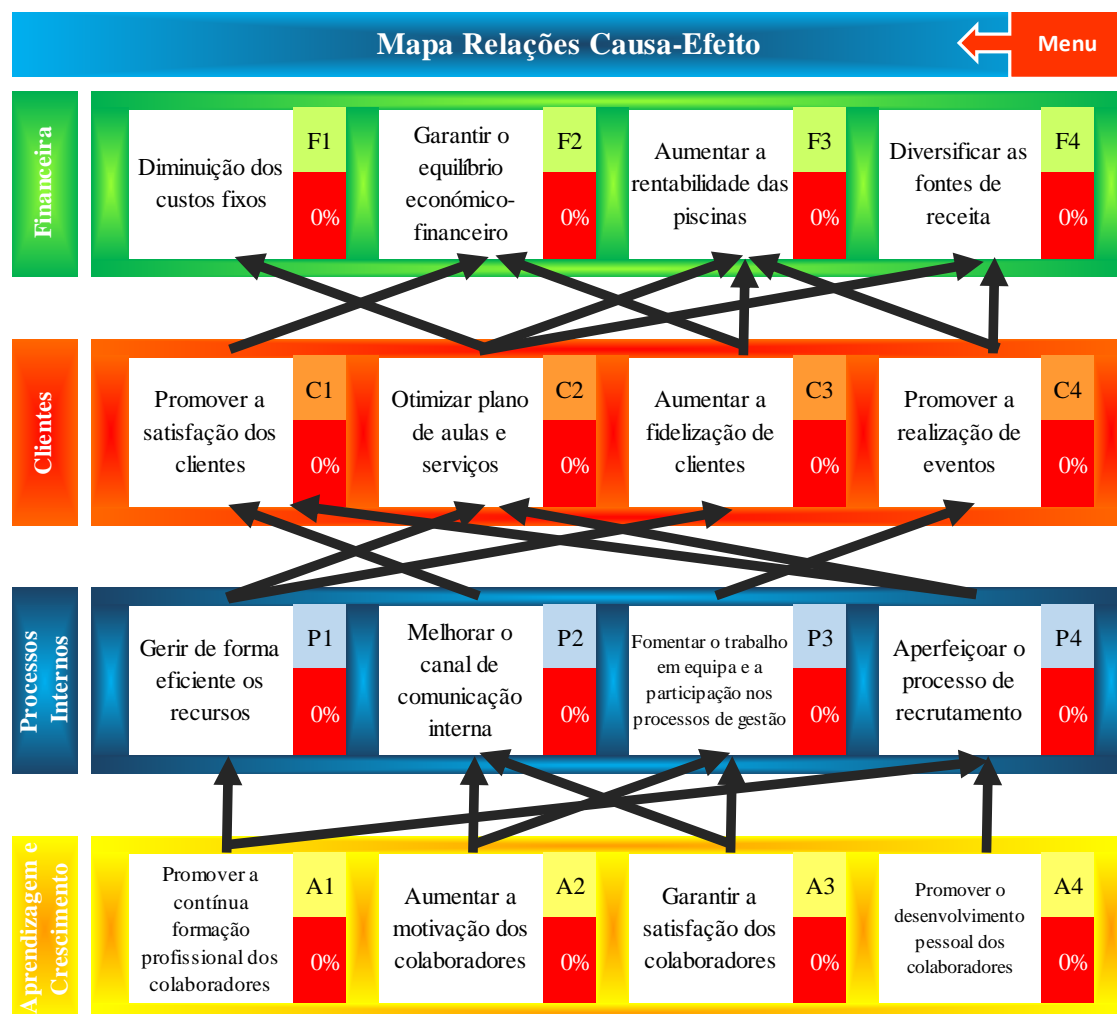 Mapa Relações Causa-Efeito
Menu
Financeira
Diminuição dos
custos fixos
F1
0%
Garantir o
equilíbrio
económico-
financeiro
F2
0%
Aumentar a
rentabilidade das
piscinas
F3
0%
Diversificar as
fontes de
receita
F4
0%
Clientes
Promover a
satisfação dos
clientes
C1
0%
Otimizar plano
de aulas e
serviços
C2
0%
Aumentar a
fidelização de
clientes
C3
0%
Promover a
realização de
eventos
C4
0%
Processos
Internos
Gerir de forma
eficiente os
recursos
P1
0%
Melhorar o
canal de
comunicação
interna
P2
0%
Fomentar o trabalho
em equipa e a
participação nos
processos de gestão
P3
0%
Aperfeiçoar o
processo de
recrutamento
P4
0%
Aprendizagem e
Crescimento
Promover a
contínua
formação
profissional dos
colaboradores
A1
0%
Aumentar a
motivação dos
colaboradores
A2
0%
Garantir a
satisfação dos
colaboradores
A3
0%
Promover o
desenvolvimento
pessoal dos
colaboradores
A4
0%